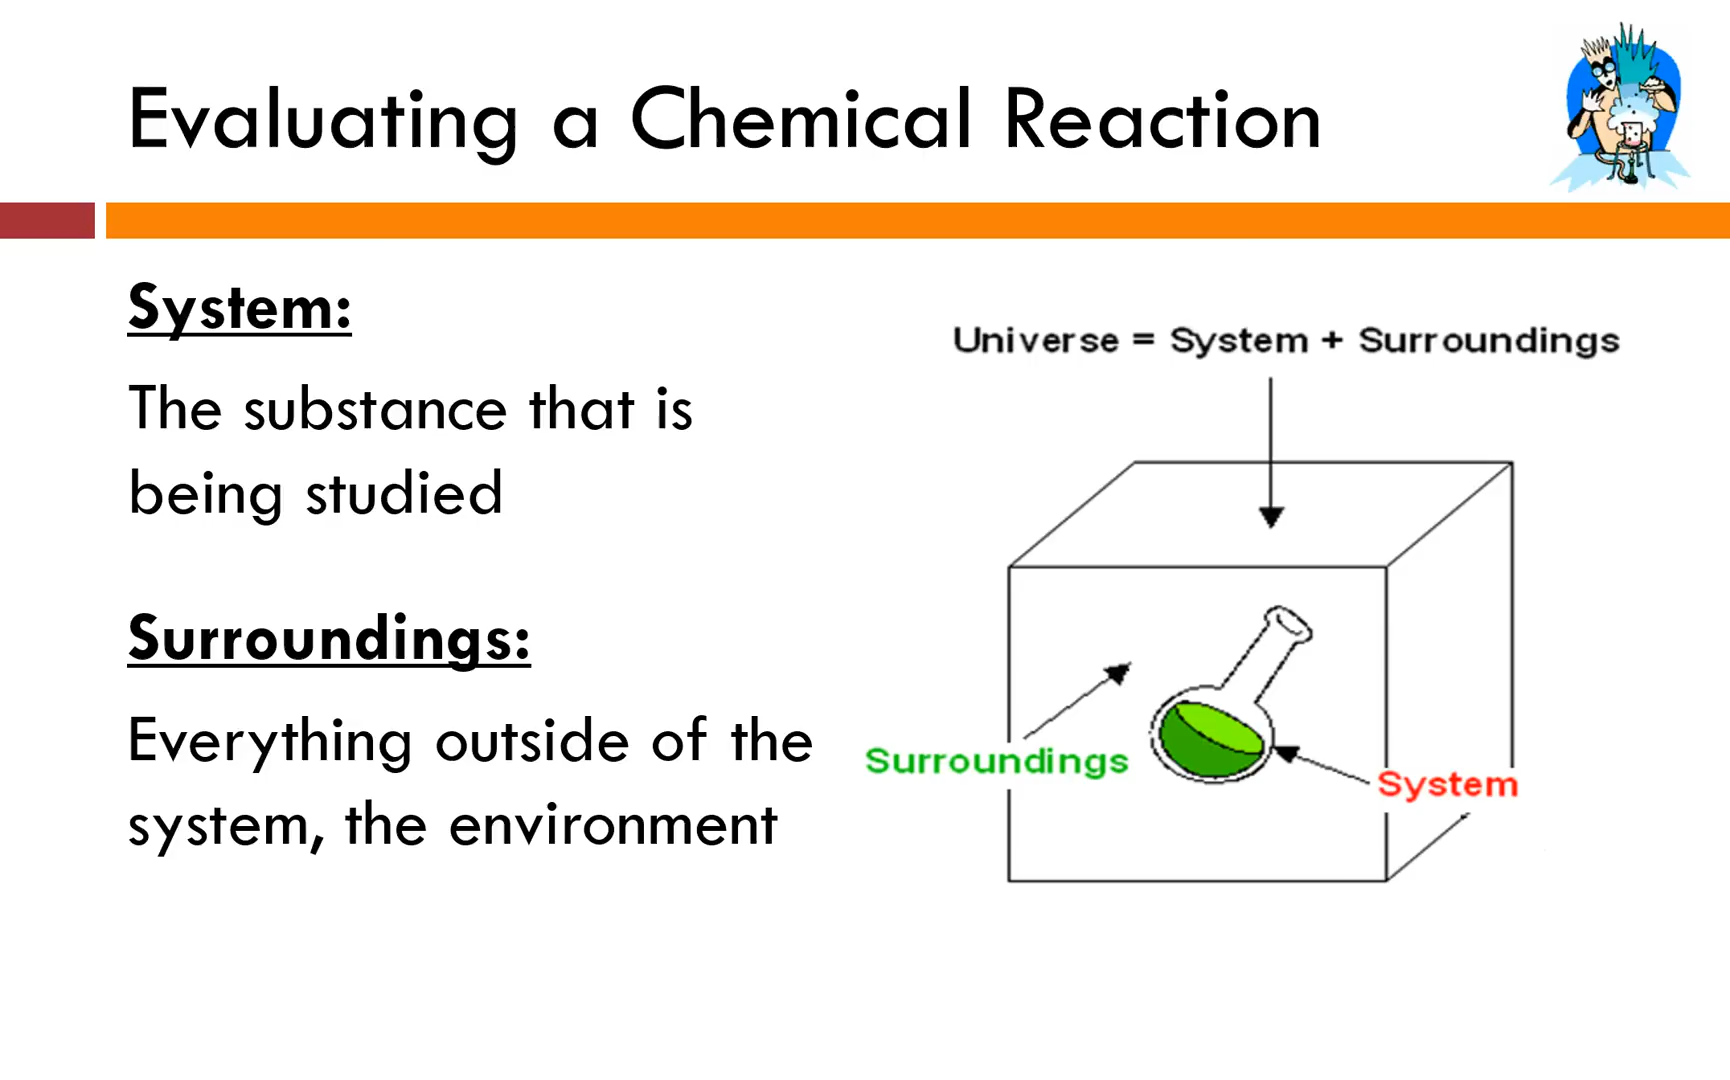 Evaluating a Chemical Reaction
System:
The substance that is
being studied
Surroundings:
Everything outside of the
system, the environment
Universe = System + Surroundings
Surroundings
System